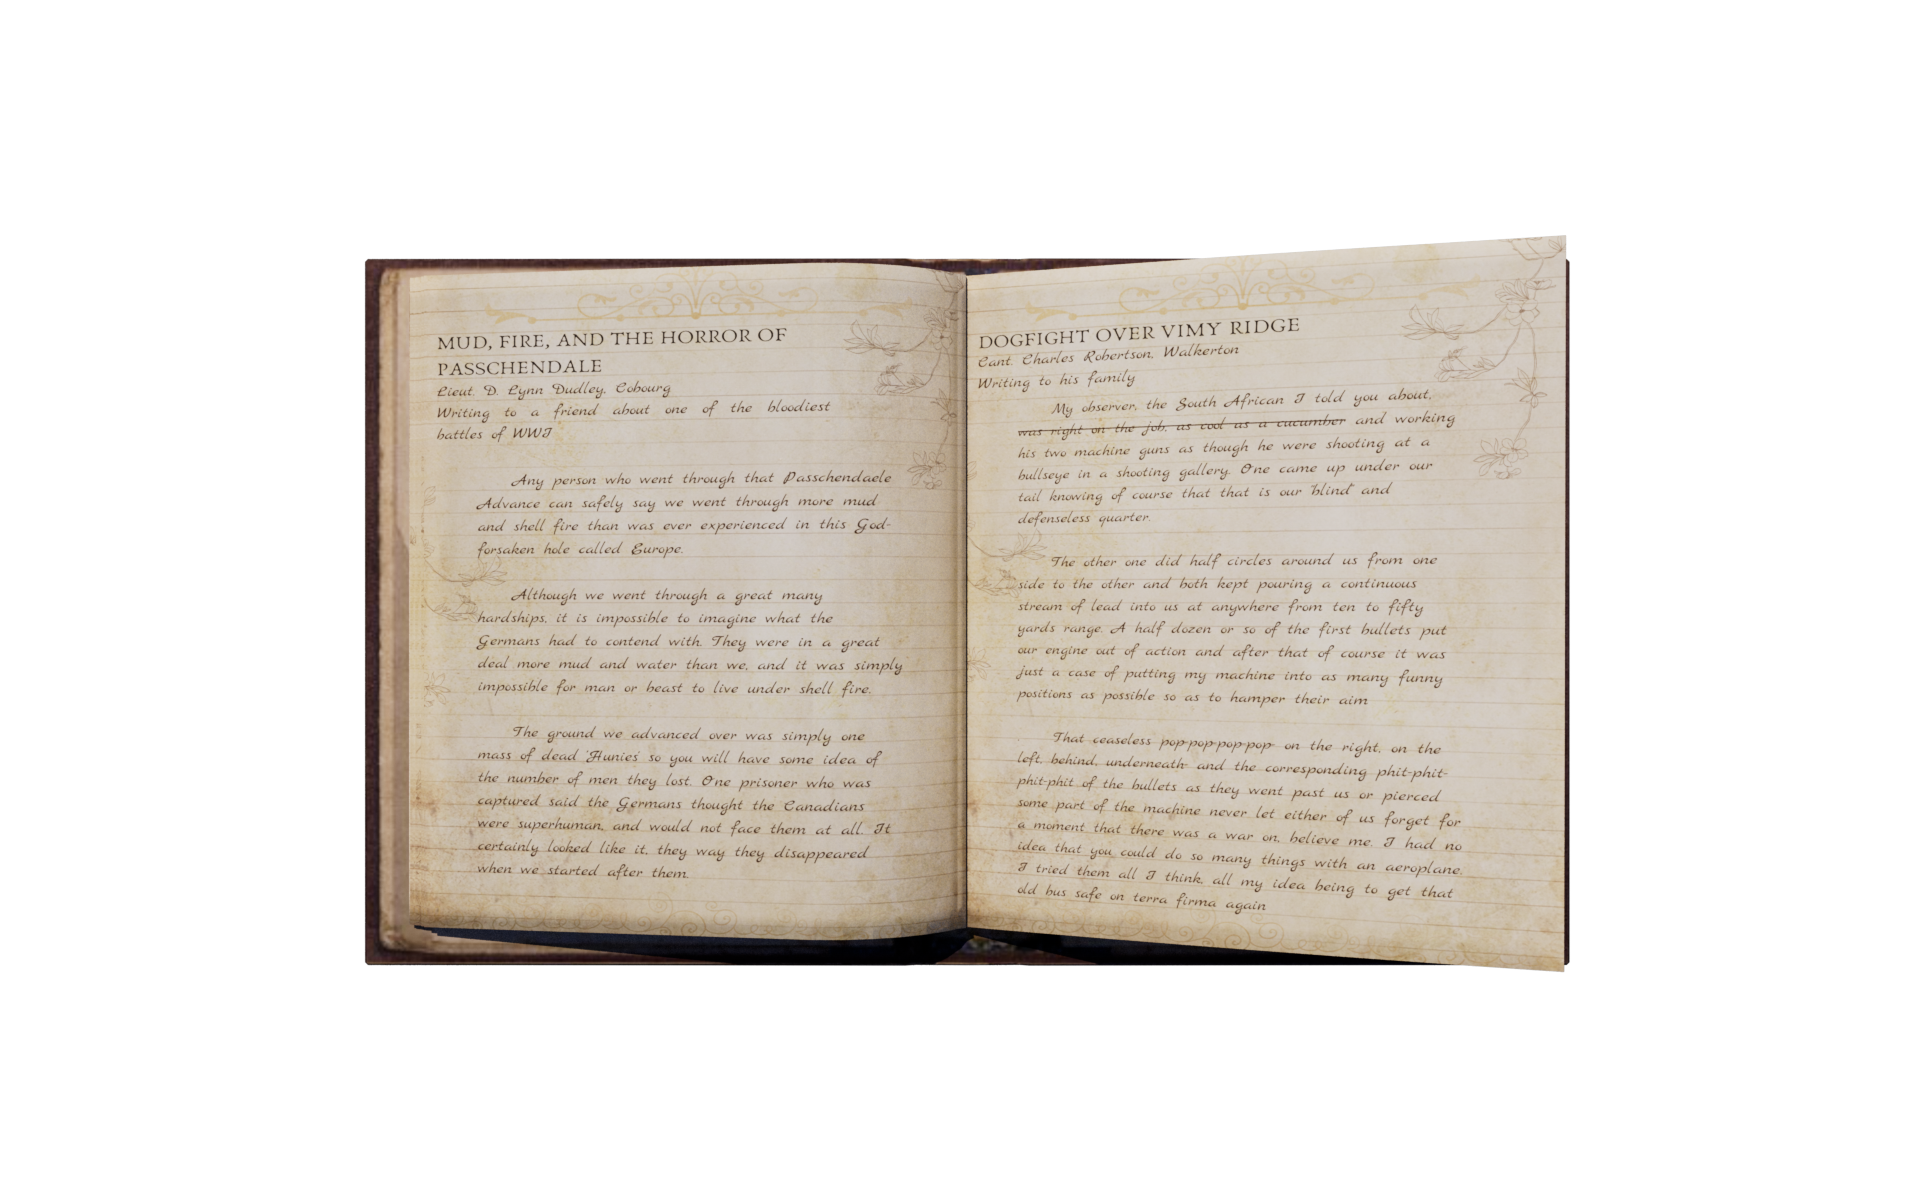 MUD, FIRE, AND THE HORROR OF
PASSCHENDALE
Lieut. D. Lynn Dudley, Cobourg
Writing to a friend about one of the bloodiest
battles of WWI
Any person who went through that Passchendaele
Advance can safely say we went through more mud
and shell fire than was ever experienced in this God-
forsaken hole called Europe.
Although we went through a great many
hardships, it is impossible to imagine what the
Germans had to contend with. They were in a great
deal more mud and water than we, and it was simply
impossible for man or beast to live under shell fire.
The ground we advanced over was simply one
mass of dead 'Hunies' so you will have some idea of
the number of men they lost. One prisoner who was
captured said the Germans thought the Canadians
were superhuman, and would not face them at all. It
certainly looked like it, they way they disappeared
when we started after them.
DOGFIGHT OVER VIMY RIDGE
Cant. Charles Robertson, Walkerton
Writing to his family
My observer, the South African I told you about,
was right on the job, as cool as a cucumber and working
his two machine guns as though he were shooting at a
bullseye in a shooting gallery. One came up under our
tail knowing of course that that is our "blind" and
defenseless quarter.
The other one did half circles around us from one
side to the other and both kept pouring a continuous
stream of lead into us at anywhere from ten to fifty
yards range. A half dozen or so of the first bullets put
our engine out of action and after that of course it was
just a case of putting my machine into as many funny
positions as possible so as to hamper their aim
That ceaseless pop-pop-pop-pop- on the right, on the
left, behind, underneath- and the corresponding phit-phit-
phit-phit of the bullets as they went past us or pierced
some part of the machine never let either of us forget for
a moment that there was a war on, believe me. I had no
idea that you could do so many things with an aeroplane.
I tried them all I think, all my idea being to get that
old bus safe on terra firma again